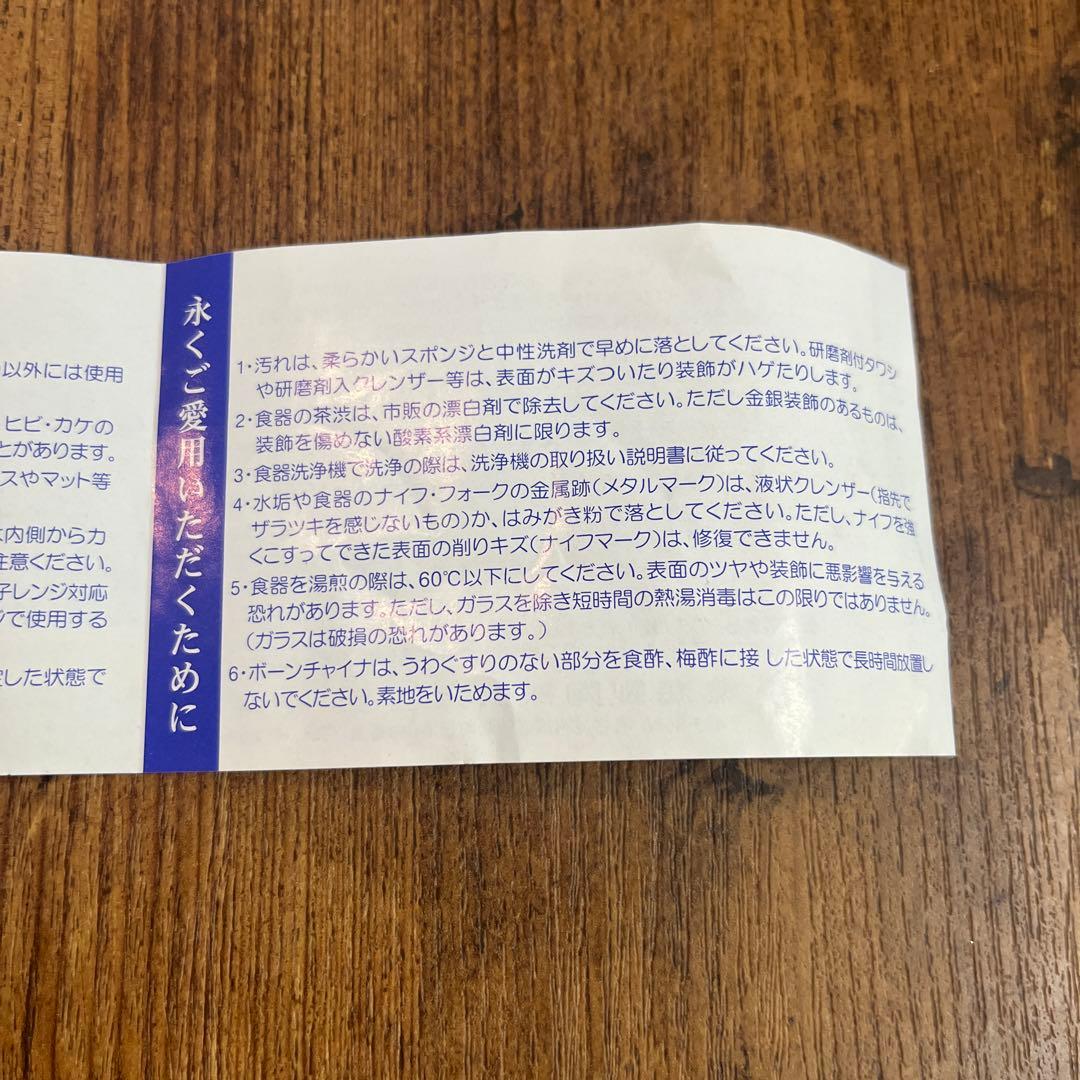 以外には使用
ヒビ・カケの
とがあります。
スやマット等
内側からカ
注意ください。
子レンジ対応
で使用する
した状態で
永くご愛用いただくために
1・汚れは、柔らかいスポンジと中性洗剤で早めに落としてください。研磨剤付タワシ
や研磨剤入クレンザー等は、表面がキズついたり装飾がハゲたりします。
2・食器の茶渋は、市販の漂白剤で除去してください。ただし金銀装飾のあるものは、
装飾を傷めない酸素系漂白剤に限ります。
3・食器洗浄機で洗浄の際は、洗浄機の取り扱い説明書に従ってください。
4・水垢や食器のナイフ・フォークの金属跡(メタルマーク)は、液状クレンザー(指先で
ザラツキを感じないもの)か、はみがき粉で落としてください。ただし、ナイフを強
くこすってできた表面の削りキズ(ナイフマーク)は、修復できません。
5・食器を湯煎の際は、60℃以下にしてください。表面のツヤや装飾に悪影響を与える
恐れがあります。ただし、ガラスを除き短時間の熱湯消毒はこの限りではありません。
(ガラスは破損の恐れがあります。)
6・ボーンチャイナは、うわぐすりのない部分を食酢、梅酢に接 した状態で長時間放置し
ないでください。素地をいためます。